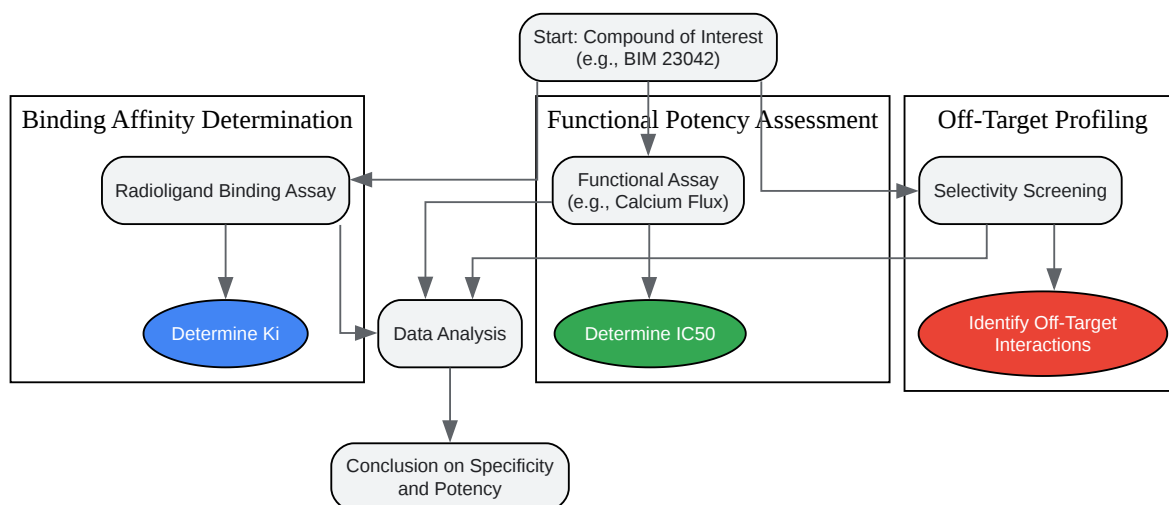 Start: Compound of Interest
(e.g., BIM 23042)
Binding Affinity Determination
Functional Potency Assessment
Off-Target Profiling
Radioligand Binding Assay
Functional Assay
(e.g., Calcium Flux)
Selectivity Screening
Determine Ki
Data Analysis
Determine IC50
Identify Off-Target
Interactions
Conclusion on Specificity
and Potency